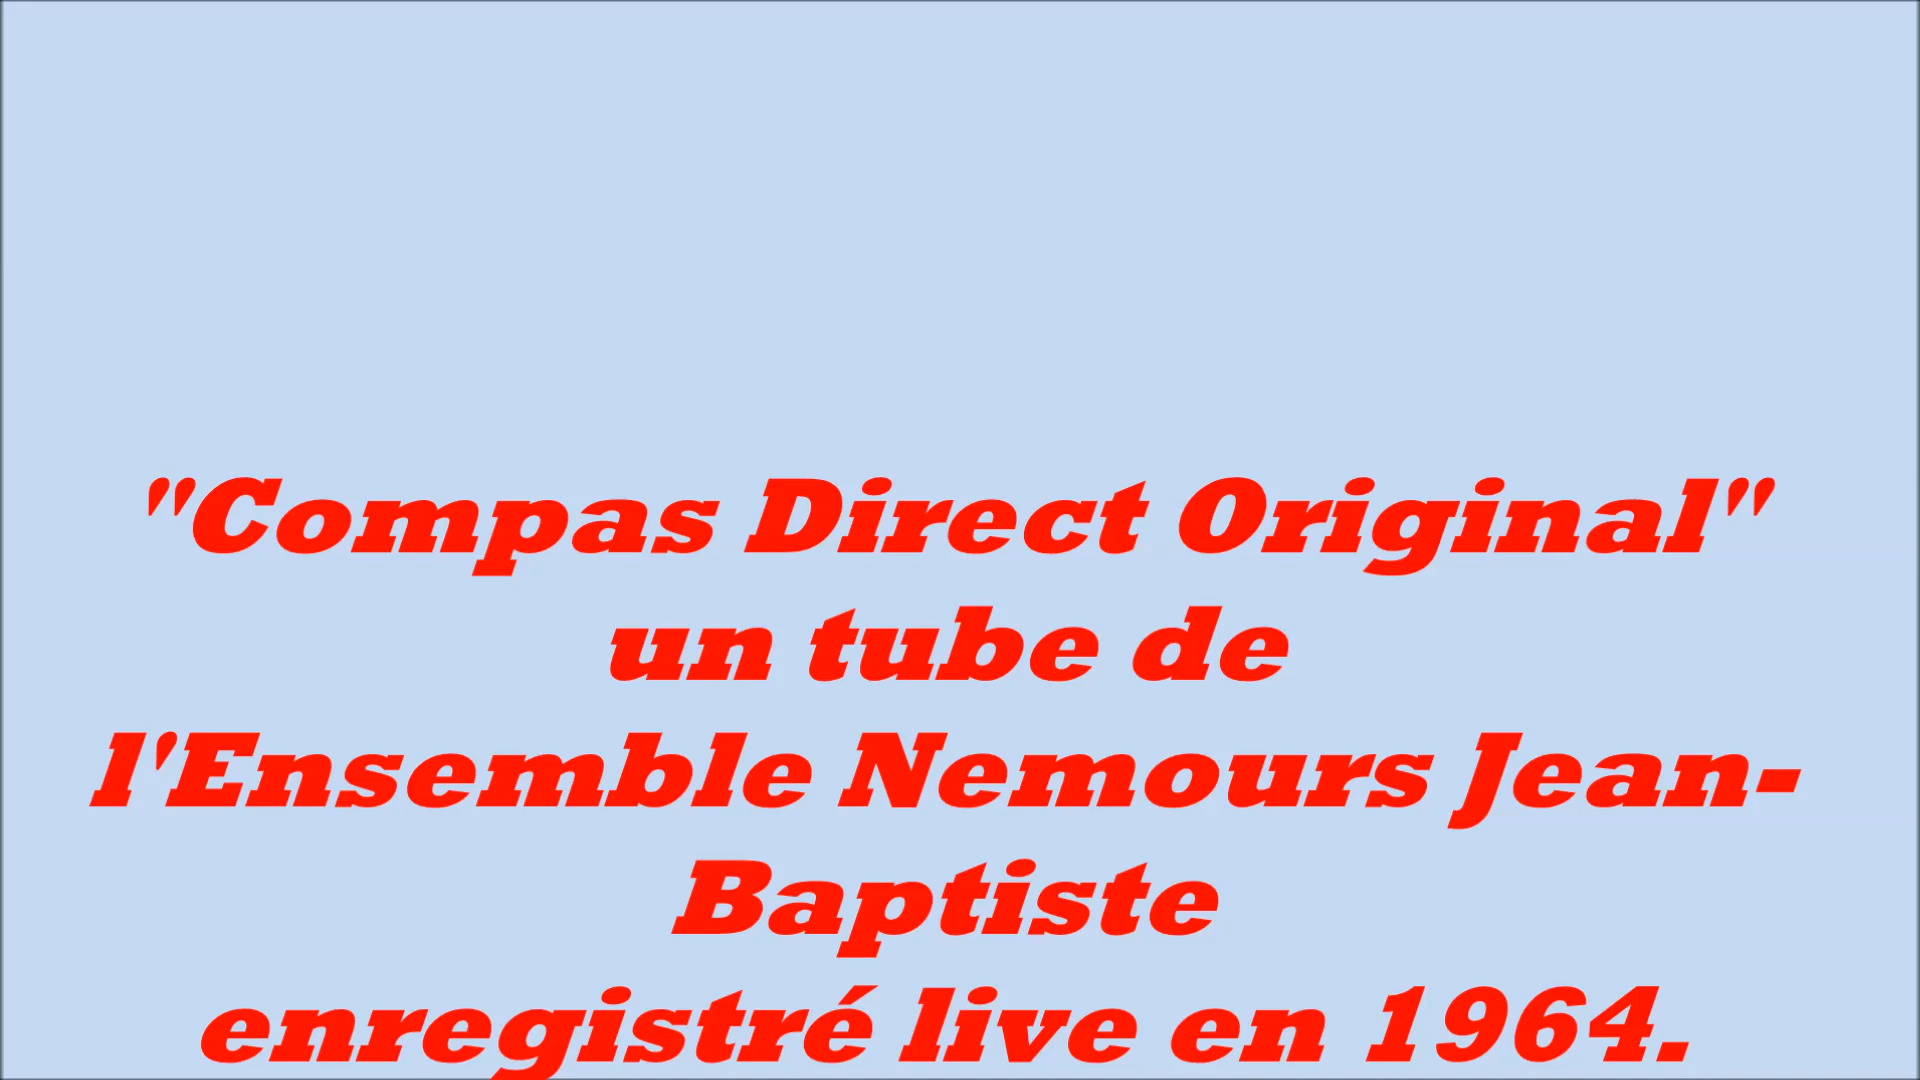 "Compas Direct Original"
un tube de
l'Ensemble Nemours Jean-
Baptiste
enregistré live en 1964.